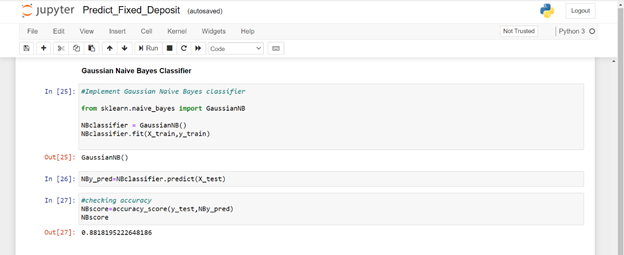 jupyter Predict_Fixed_Deposit (autosaved) Logout
File Edit View Insert Cell Kernel Widgets Help Not Trusted Python 3
Run Code
Gaussian Naive Bayes Classifier
In [25]: #Implement Gaussian Naive Bayes classifier
from sklearn.naive_bayes import GaussianNB
NBclassifier = GaussianNB()
NBclassifier.fit(X_train,y_train)
Out[25]: GaussianNB()
In [26]: NBy_pred=NBclassifier.predict(X_test)
In [27]: #checking accuracy
NBscore=accuracy_score(y_test,NBy_pred)
NBscore
Out[27]: 0.8818195222648186